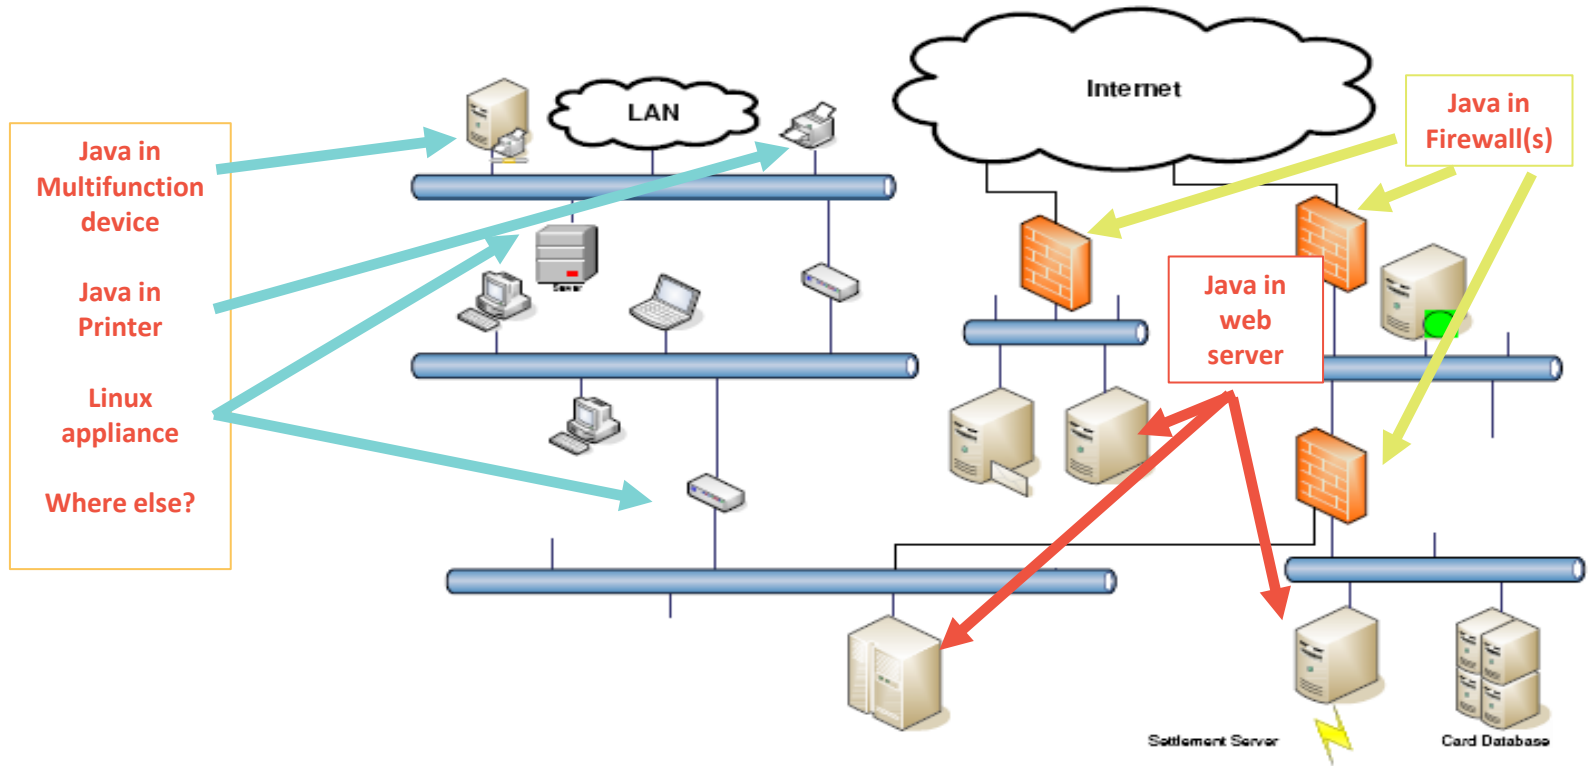 Internet
LAN
Java in
Firewall(s)
Java in
Multifunction
device
Java in
Printer
Linux
appliance
Where else?
Server
Java in
web
server
Settlement Server
Card Database